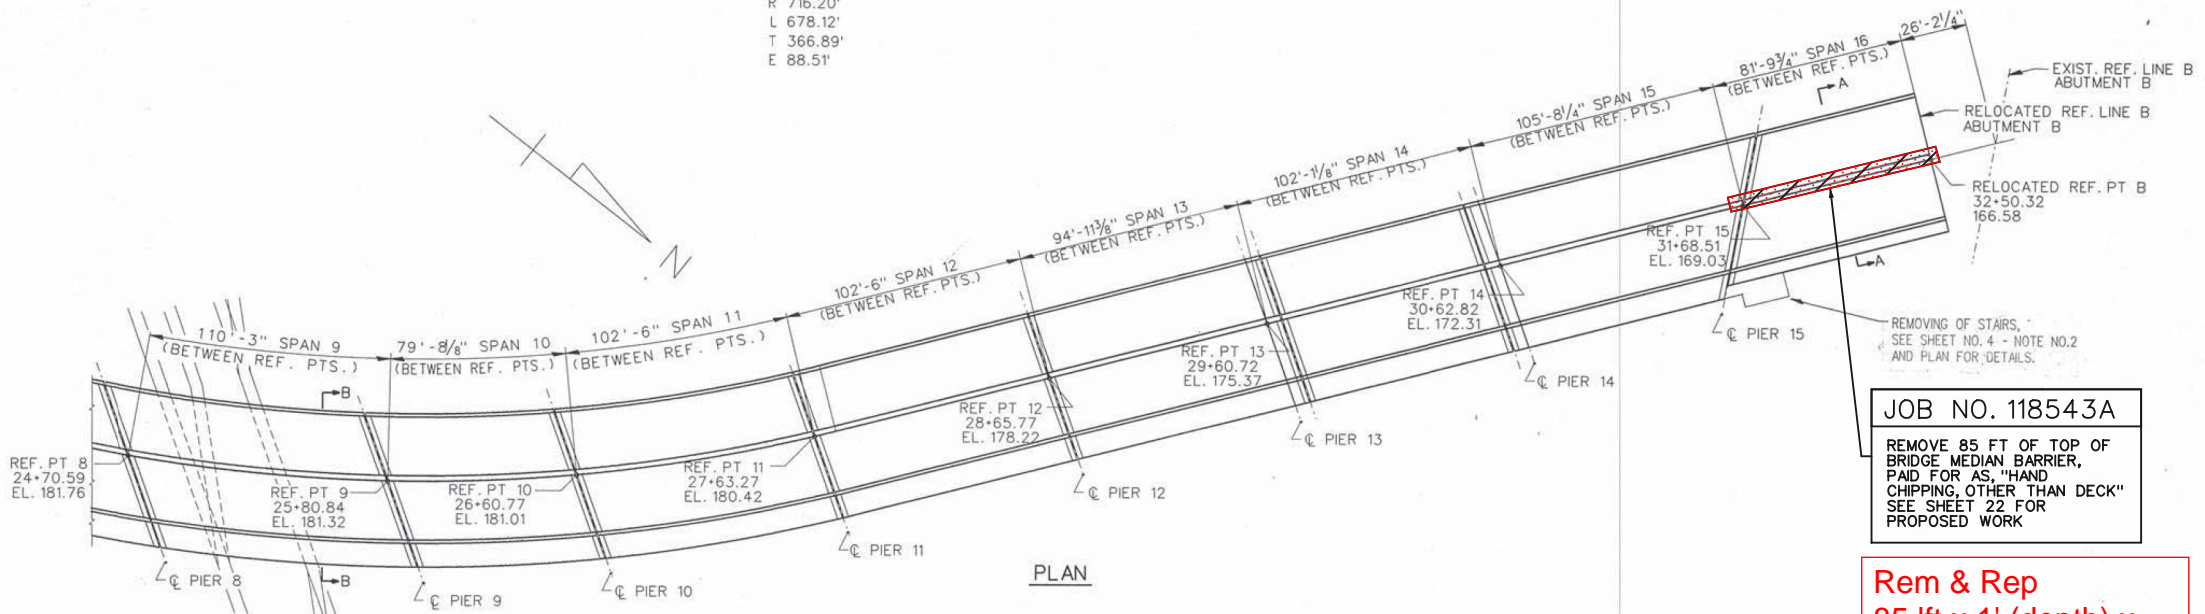 R 716.20'
L 678.12'
T 366.89'
E 88.51'
N
110'-3" SPAN 9
(BETWEEN REF. PTS.)
79'-8⅛" SPAN 10
(BETWEEN REF. PTS.)
102'-6" SPAN 11
(BETWEEN REF. PTS.)
102'-6" SPAN 12
(BETWEEN REF. PTS.)
94'-11⅜" SPAN 13
(BETWEEN REF. PTS.)
102'-1⅛" SPAN 14
(BETWEEN REF. PTS.)
105'-8¼" SPAN 15
(BETWEEN REF. PTS.)
81'-9¾" SPAN 16
(BETWEEN REF. PTS.)
26'-2¼"
A
EXIST. REF. LINE B
ABUTMENT B
RELOCATED REF. LINE B
ABUTMENT B
RELOCATED REF. PT B
32+50.32
166.58
A
REF. PT 8
24+70.59
EL. 181.76
B
REF. PT 9
25+80.84
EL. 181.32
REF. PT 10
26+60.77
EL. 181.01
REF. PT 11
27+63.27
EL. 180.42
REF. PT 12
28+65.77
EL. 178.22
REF. PT 13
29+60.72
EL. 175.37
REF. PT 14
30+62.82
EL. 172.31
REF. PT 15
31+68.51
EL. 169.03
℄ PIER 8
B
℄ PIER 9
℄ PIER 10
℄ PIER 11
℄ PIER 12
℄ PIER 13
℄ PIER 14
℄ PIER 15
REMOVING OF STAIRS,
SEE SHEET NO. 4 - NOTE NO.2
AND PLAN FOR DETAILS.
PLAN
JOB NO. 118543A
REMOVE 85 FT OF TOP OF
BRIDGE MEDIAN BARRIER,
PAID FOR AS, "HAND
CHIPPING, OTHER THAN DECK"
SEE SHEET 22 FOR
PROPOSED WORK
Rem & Rep
85 lft x 1' (depth) x